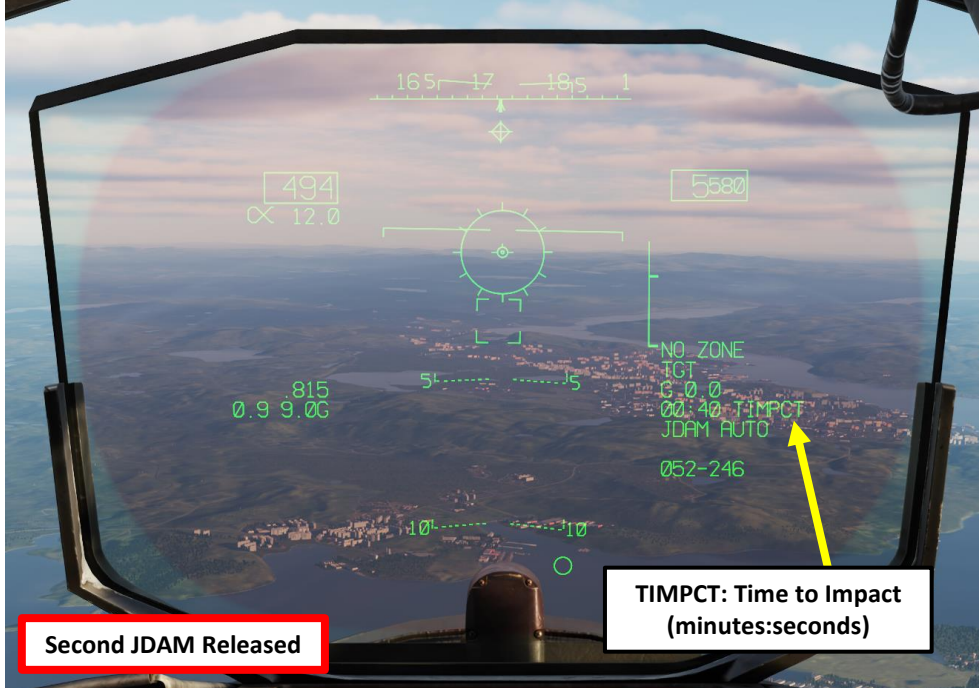 165 17 18 15 1
494
5580
α 12.0
NO ZONE
TGT
G 0.0
00:40 TIMPCT
JDAM AUTO
052-246
5 5
.815
0.9 9.0G
10 10
TIMPCT: Time to Impact
(minutes:seconds)
Second JDAM Released